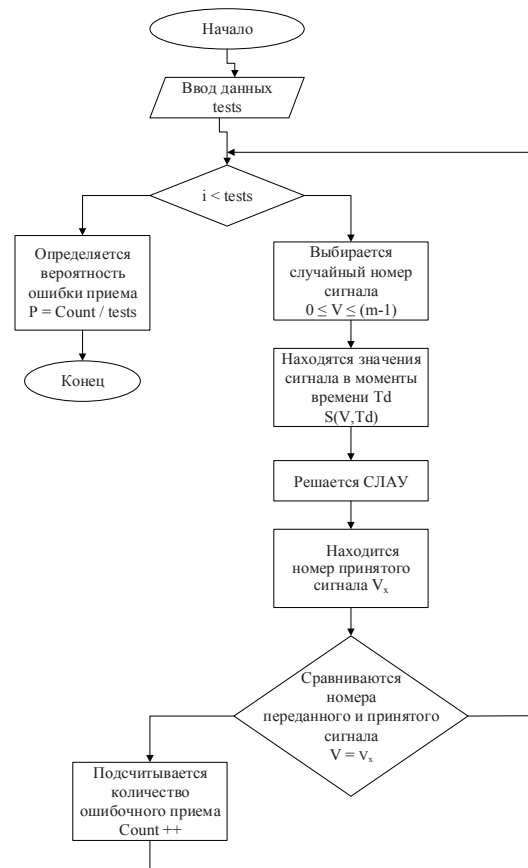 Начало
Ввод данных
tests
i < tests
Определяется
вероятность
ошибки приема
P = Count / tests
Конец
Выбирается
случайный номер
сигнала
0 ≤ V ≤ (m-1)
Находятся значения
сигнала в моменты
времени Td
S(V,Td)
Решается СЛАУ
Находится
номер принятого
сигнала Vₓ
Сравниваются
номера
переданного и принятого
сигнала
V = Vₓ
Подсчитывается
количество
ошибочного приема
Count ++